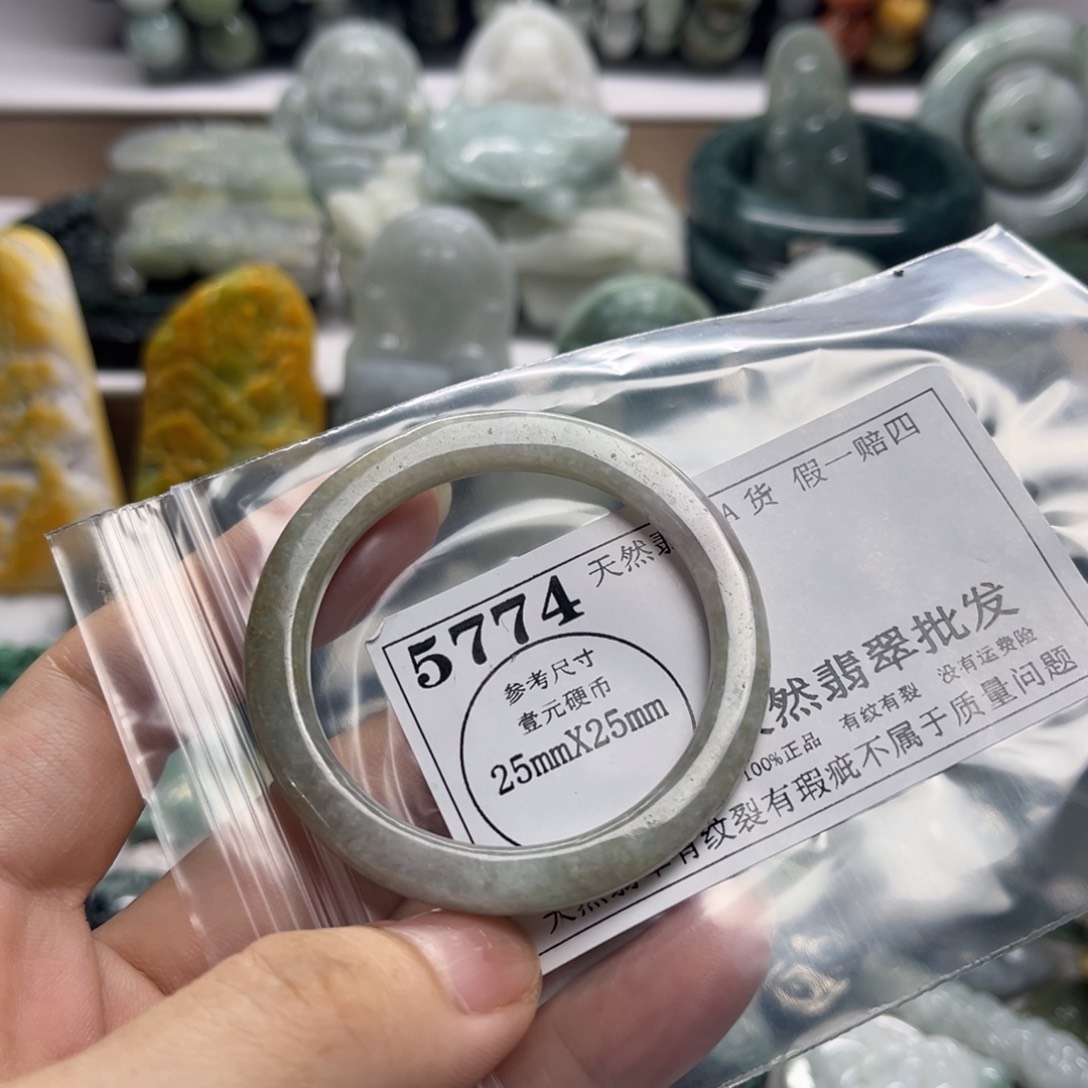 5774
天然翡
A货 假一赔四
参考尺寸
壹元硬币
25mmX25mm
然翡翠批发
100%正品 有纹有裂 没有运费险
有纹裂有瑕疵不属于质量问题